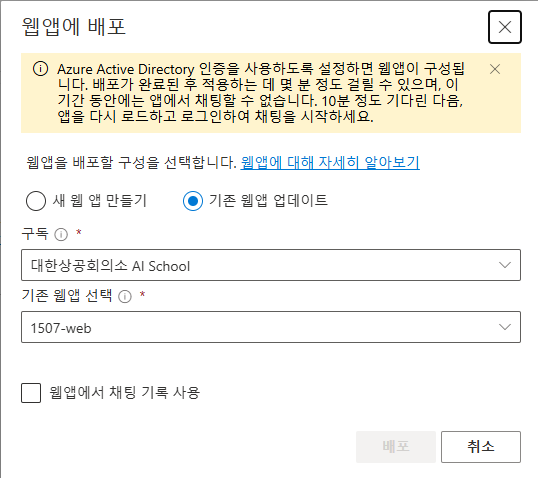 웹앱에 배포
Azure Active Directory 인증을 사용하도록 설정하면 웹앱이 구성됩
니다. 배포가 완료된 후 적용하는 데 몇 분 정도 걸릴 수 있으며, 이
기간 동안에는 앱에서 채팅할 수 없습니다. 10분 정도 기다린 다음,
앱을 다시 로드하고 로그인하여 채팅을 시작하세요.
웹앱을 배포할 구성을 선택합니다. 웹앱에 대해 자세히 알아보기
새 웹 앱 만들기 기존 웹앱 업데이트
구독 *
대한상공회의소 AI School
기존 웹앱 선택 *
1507-web
웹앱에서 채팅 기록 사용
배포 취소